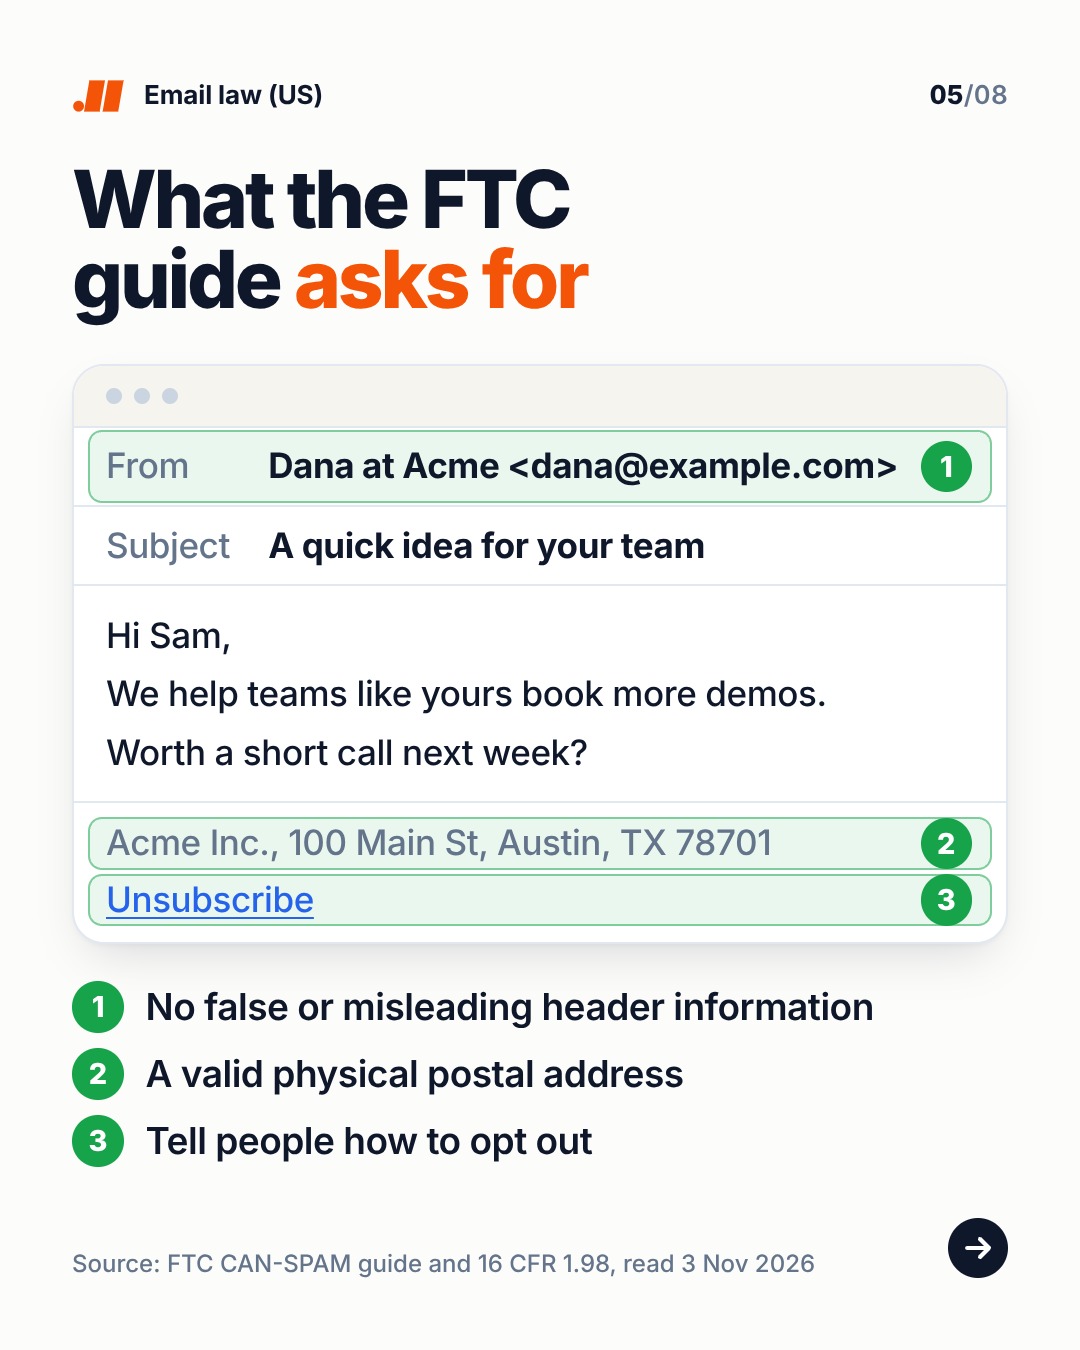 Email law (US)
05/08
What the FTC
guide asks for
From Dana at Acme <dana@example.com> 1
Subject A quick idea for your team
Hi Sam,
We help teams like yours book more demos.
Worth a short call next week?
Acme Inc., 100 Main St, Austin, TX 78701 2
Unsubscribe 3
1 No false or misleading header information
2 A valid physical postal address
3 Tell people how to opt out
Source: FTC CAN-SPAM guide and 16 CFR 1.98, read 3 Nov 2026